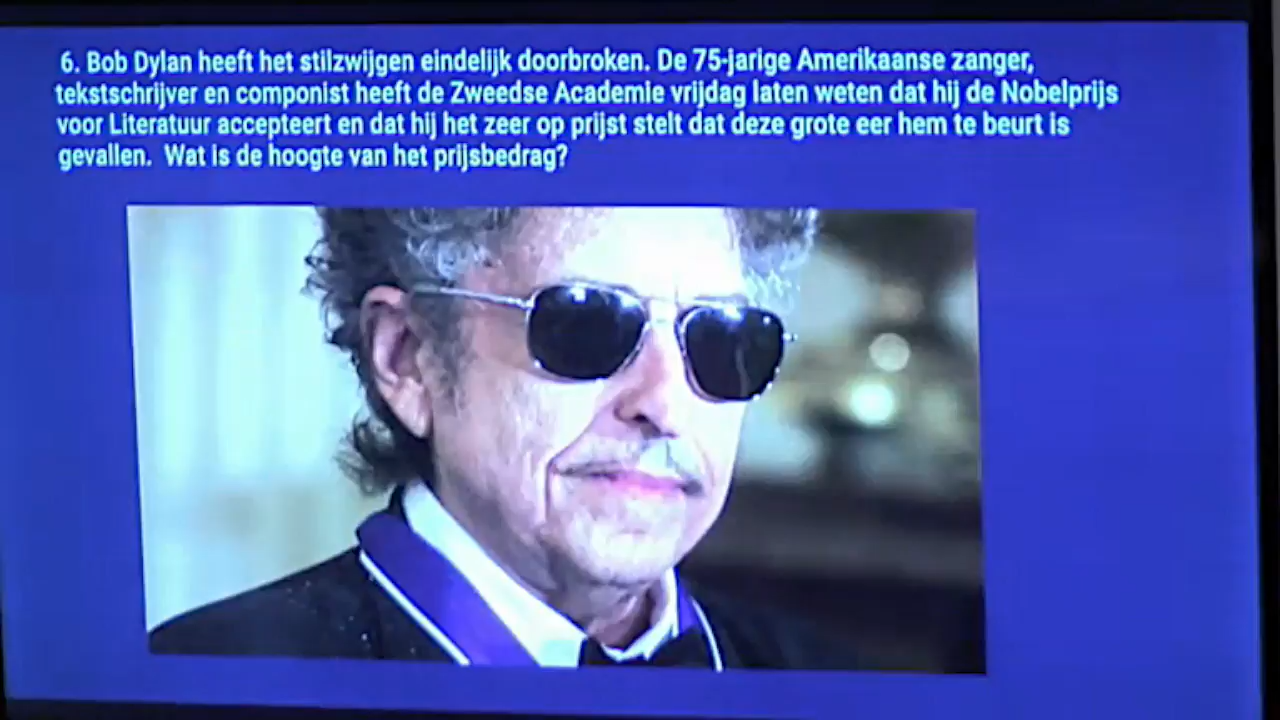 6. Bob Dylan heeft het stilzwijgen eindelijk doorbroken. De 75-jarige Amerikaanse zanger,
tekstschrijver en componist heeft de Zweedse Academie vrijdag laten weten dat hij de Nobelprijs
voor Literatuur accepteert en dat hij het zeer op prijst stelt dat deze grote eer hem te beurt is
gevallen. Wat is de hoogte van het prijsbedrag?